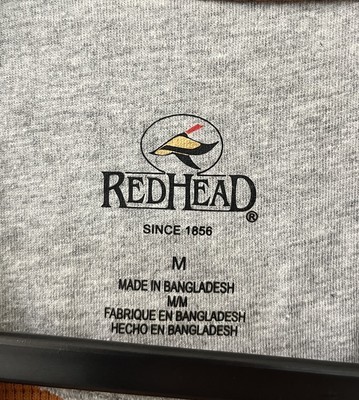 REDHEAD®
SINCE 1856
M
MADE IN BANGLADESH
M/M
FABRIQUE EN BANGLADESH
HECHO EN BANGLADESH